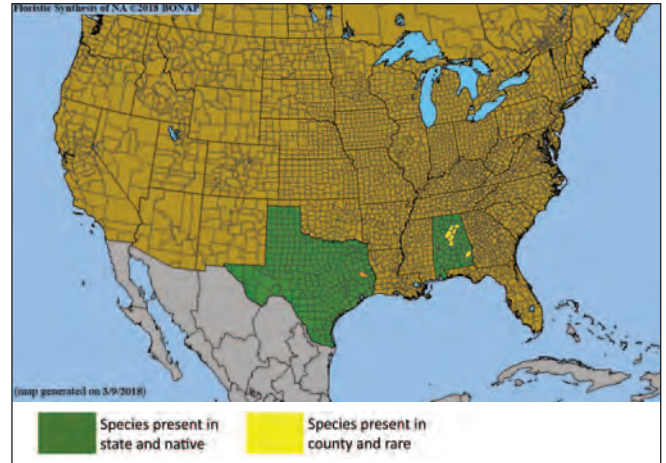 Floristic Synthesis of NA ©2018 BONAP
(map generated on 3/9/2018)
Species present in
state and native
Species present in
county and rare